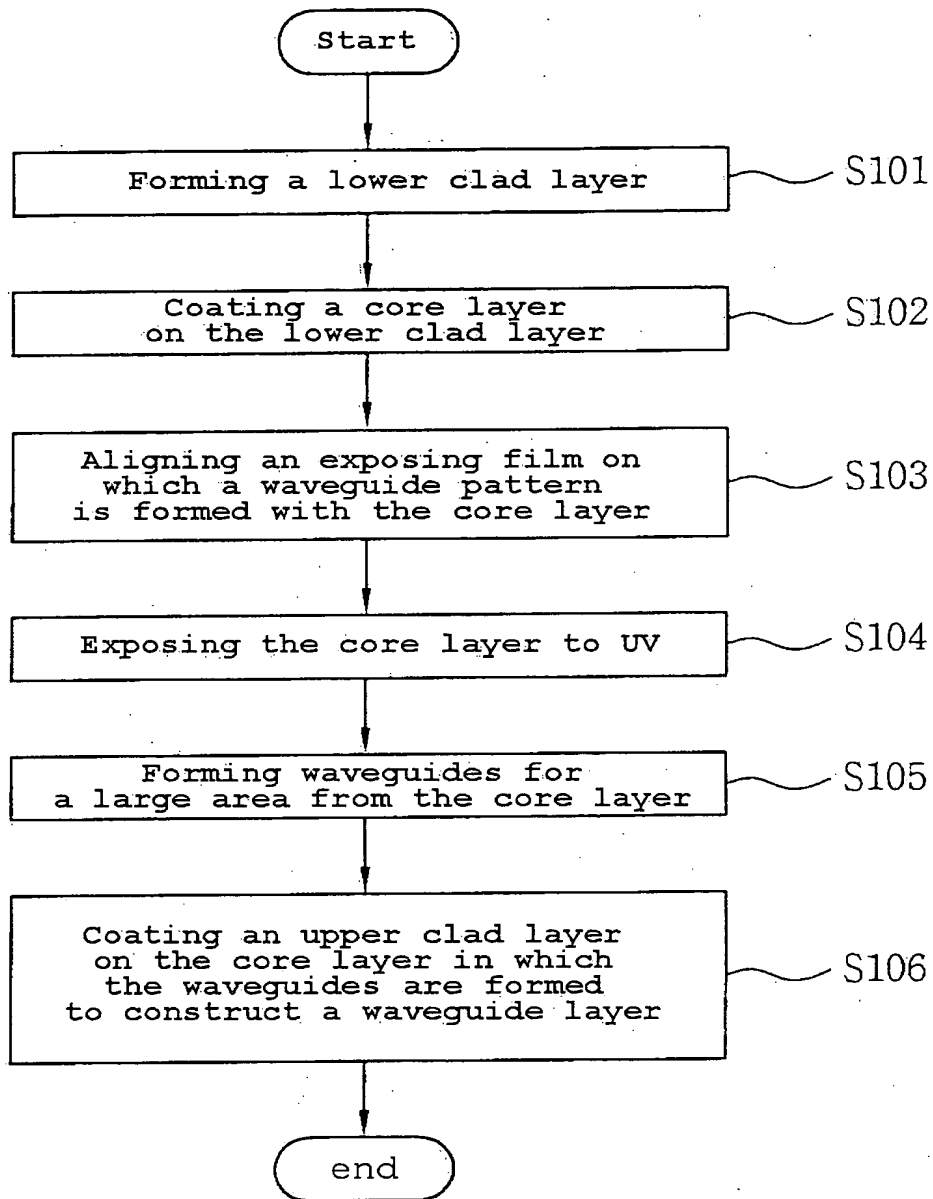 Start
Forming a lower clad layer
S101
Coating a core layer
on the lower clad layer
S102
Aligning an exposing film on
which a waveguide pattern
is formed with the core layer
S103
Exposing the core layer to UV
S104
Forming waveguides for
a large area from the core layer
S105
Coating an upper clad layer
on the core layer in which
the waveguides are formed
to construct a waveguide layer
S106
end